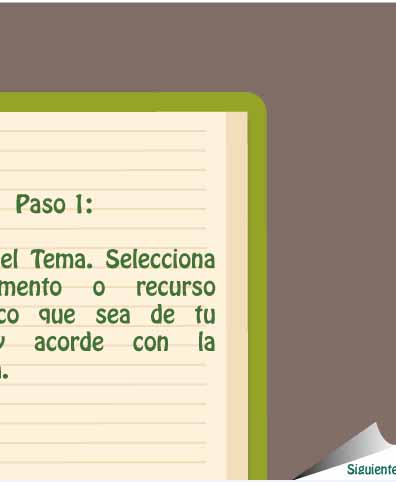 Paso 1:
el Tema. Selecciona
mento o recurso
co que sea de tu
y acorde con la
.
Siguiente